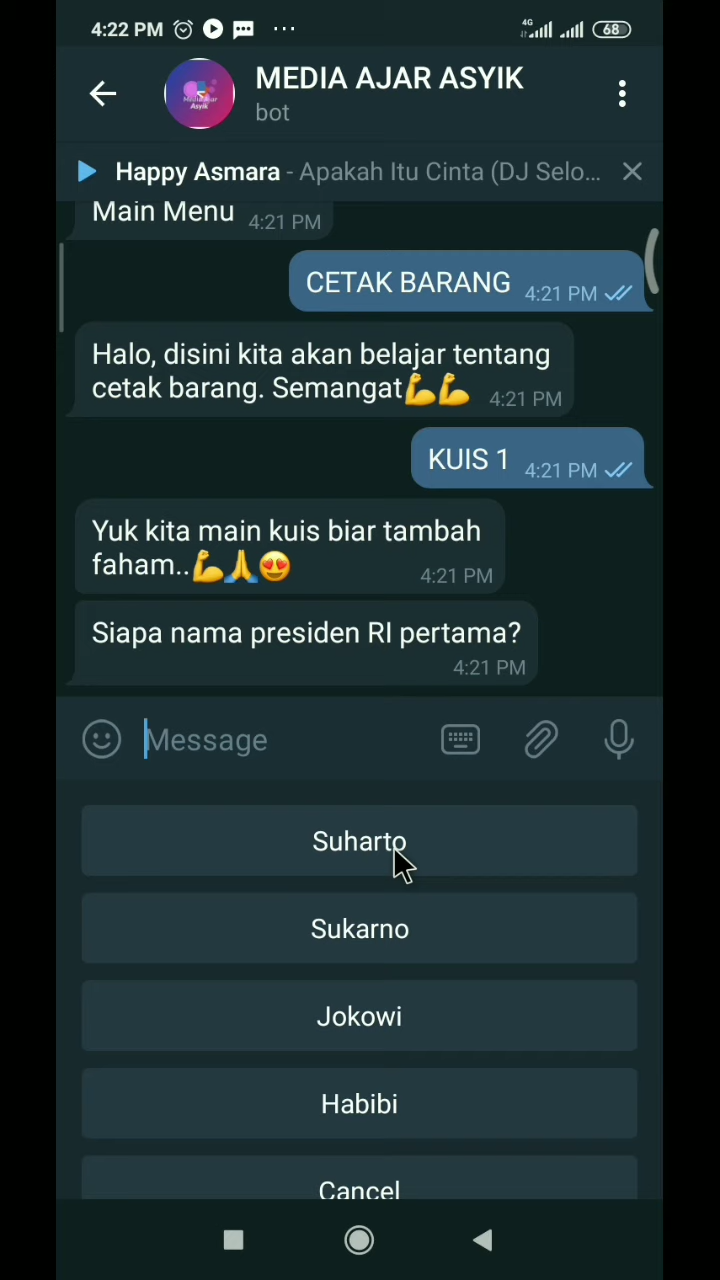 4:22 PM ...
4G 68
MEDIA AJAR ASYIK
bot
Happy Asmara - Apakah Itu Cinta (DJ Selo...
Main Menu 4:21 PM
CETAK BARANG 4:21 PM
Halo, disini kita akan belajar tentang
cetak barang. Semangat💪💪 4:21 PM
KUIS 1 4:21 PM
Yuk kita main kuis biar tambah
faham..💪🙏😍 4:21 PM
Siapa nama presiden RI pertama?
4:21 PM
Message
Suharto
Sukarno
Jokowi
Habibi
Cancel